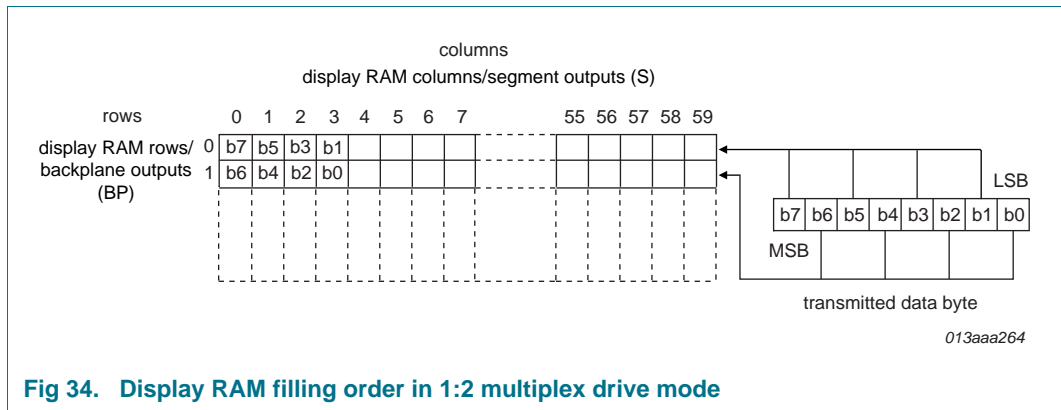 columns
display RAM columns/segment outputs (S)
rows
0 1 2 3 4 5 6 7 55 56 57 58 59
display RAM rows/ 0 b7 b5 b3 b1
backplane outputs 1 b6 b4 b2 b0
(BP)
LSB
b7 b6 b5 b4 b3 b2 b1 b0
MSB
transmitted data byte
013aaa264
Fig 34. Display RAM filling order in 1:2 multiplex drive mode